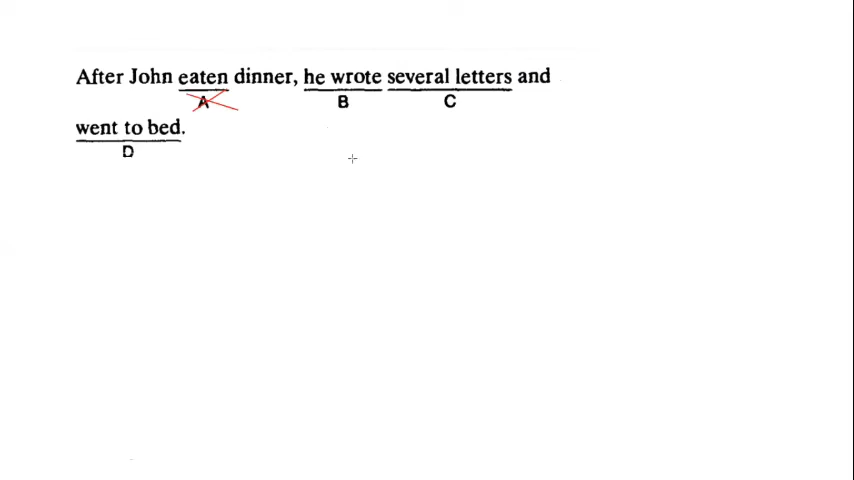 After John eaten dinner, he wrote several letters and
A B C
went to bed.
D